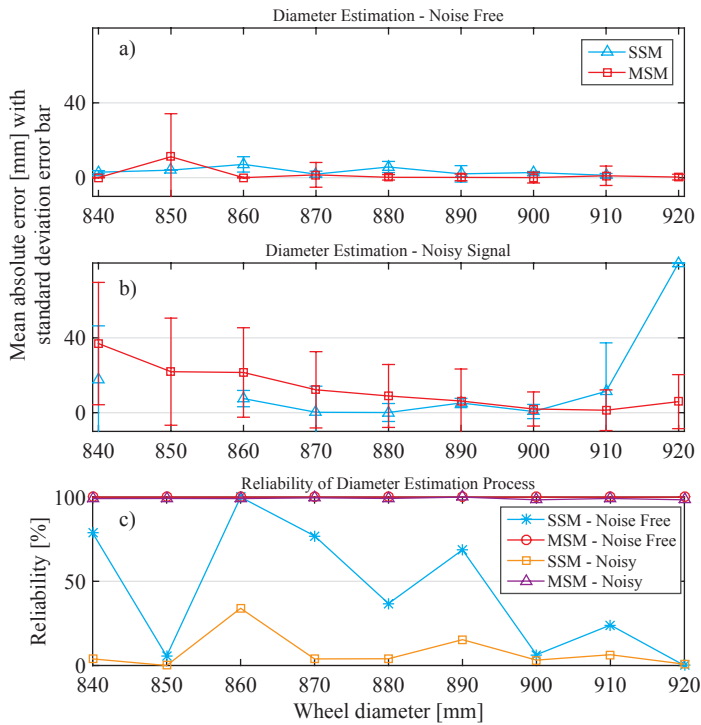 Diameter Estimation - Noise Free
a)
SSM
MSM
40
0
840 850 860 870 880 890 900 910 920
Mean absolute error [mm] with
standard deviation error bar
Diameter Estimation - Noisy Signal
b)
40
0
840 850 860 870 880 890 900 910 920
Reliability of Diameter Estimation Process
100
c)
SSM - Noise Free
MSM - Noise Free
SSM - Noisy
MSM - Noisy
50
0
Reliability [%]
840 850 860 870 880 890 900 910 920
Wheel diameter [mm]